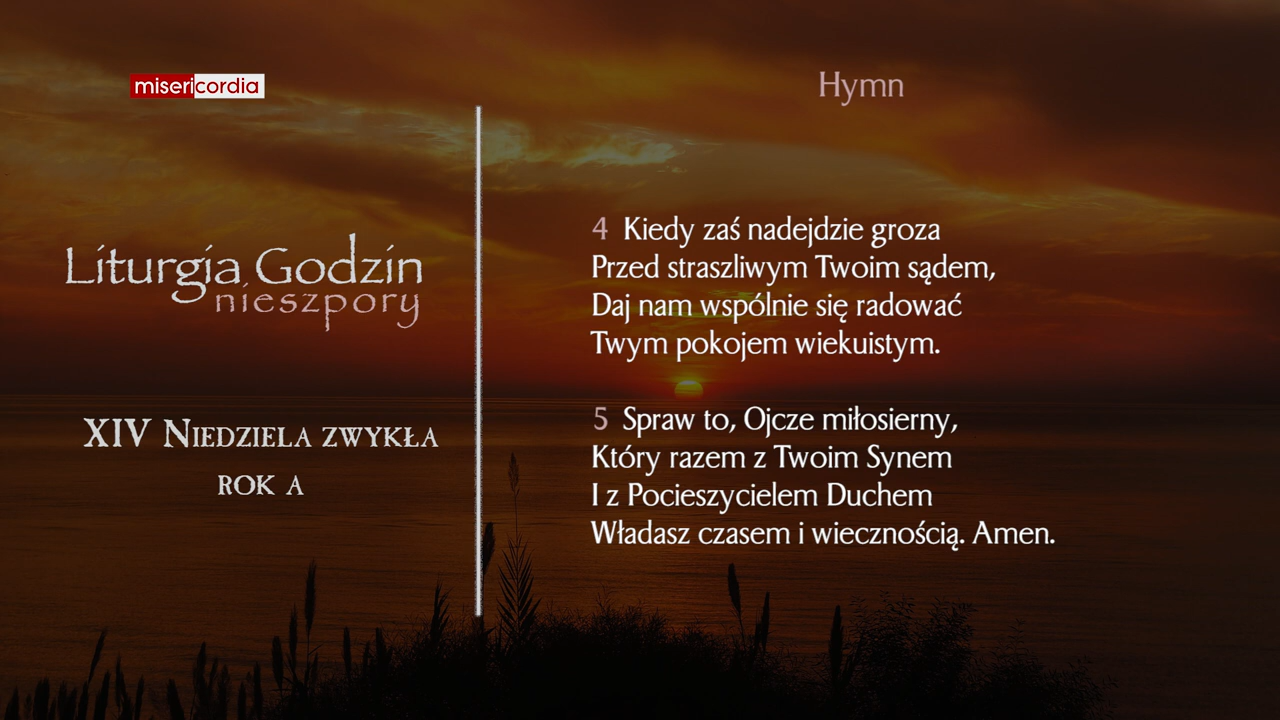 misericordia
Liturgia Godzin
nieszpory
XIV Niedziela zwykła
rok A
Hymn
4 Kiedy zaś nadejdzie groza
Przed straszliwym Twoim sądem,
Daj nam wspólnie się radować
Twym pokojem wiekuistym.
5 Spraw to, Ojcze miłosierny,
Który razem z Twoim Synem
I z Pocieszycielem Duchem
Władasz czasem i wiecznością. Amen.